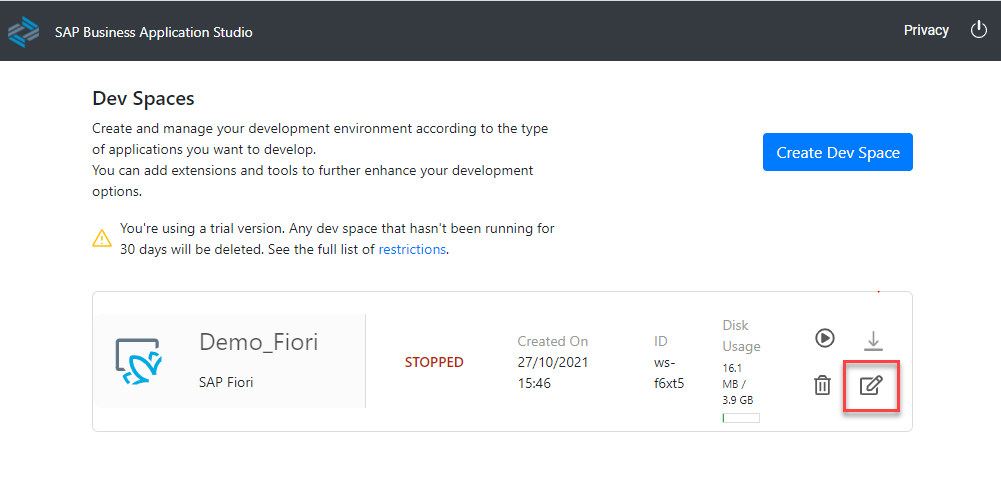 SAP Business Application Studio
Privacy
Dev Spaces
Create and manage your development environment according to the type
of applications you want to develop.
You can add extensions and tools to further enhance your development
options.
Create Dev Space
You're using a trial version. Any dev space that hasn't been running for
30 days will be deleted. See the full list of restrictions.
Demo_Fiori
SAP Fiori
STOPPED
Created On
27/10/2021
15:46
ID
ws-
f6xt5
Disk
Usage
16.1
MB /
3.9 GB